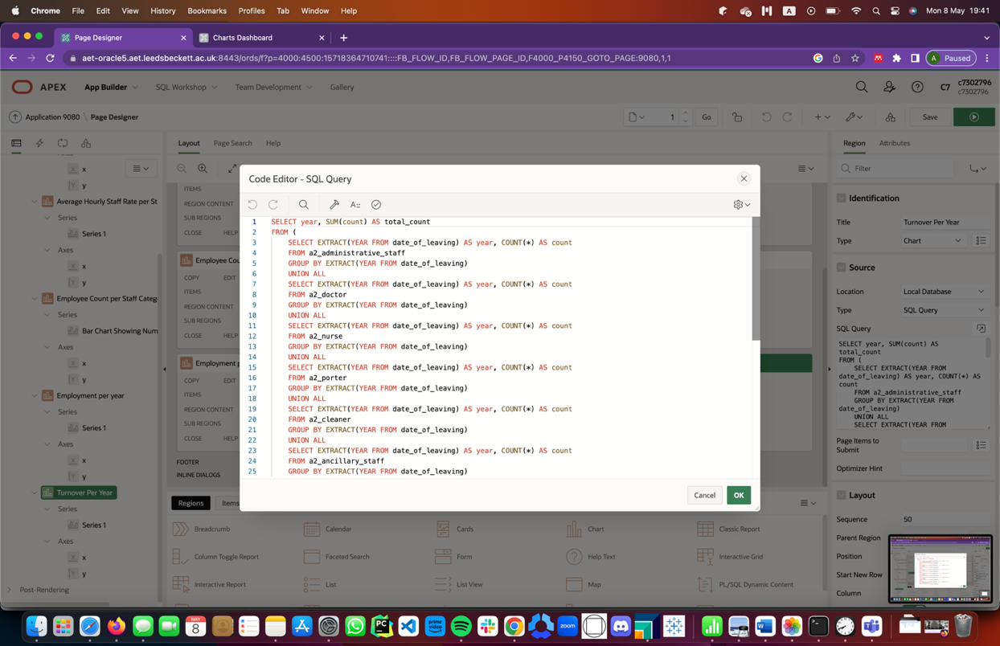 Chrome File Edit View History Bookmarks Profiles Tab Window Help
A
Mon 8 May 19:41
Page Designer
Charts Dashboard
aet-oracle5.aet.leedsbeckett.ac.uk:8443/ords/f?p=4000:4500:15718364710741::::FB_FLOW_ID,FB_FLOW_PAGE_ID,F4000_P4150_GOTO_PAGE:9080,1,1
A Paused
APEX App Builder SQL Workshop Team Development Gallery
C7 c7302796
c7302796
Application 9080 \ Page Designer
1 Go
Save
Layout Page Search Help
Region Attributes
Filter
x
y
Average Hourly Staff Rate per St
Series
Series 1
Axes
x
y
Employee Count per Staff Categ
Series
Bar Chart Showing Num
Axes
x
y
Employment per year
Series
Series 1
Axes
x
y
Turnover Per Year
Series
Series 1
Axes
x
y
Post-Rendering
ITEMS
REGION CONTENT
SUB REGIONS
CLOSE HELP
Employee Cou
COPY EDIT
ITEMS
REGION CONTENT
SUB REGIONS
CLOSE HELP
Employment p
COPY EDIT
ITEMS
REGION CONTENT
SUB REGIONS
CLOSE HELP
FOOTER
INLINE DIALOGS
Code Editor - SQL Query
1 SELECT year, SUM(count) AS total_count
2 FROM (
3 SELECT EXTRACT(YEAR FROM date_of_leaving) AS year, COUNT(*) AS count
4 FROM a2_administrative_staff
5 GROUP BY EXTRACT(YEAR FROM date_of_leaving)
6 UNION ALL
7 SELECT EXTRACT(YEAR FROM date_of_leaving) AS year, COUNT(*) AS count
8 FROM a2_doctor
9 GROUP BY EXTRACT(YEAR FROM date_of_leaving)
10 UNION ALL
11 SELECT EXTRACT(YEAR FROM date_of_leaving) AS year, COUNT(*) AS count
12 FROM a2_nurse
13 GROUP BY EXTRACT(YEAR FROM date_of_leaving)
14 UNION ALL
15 SELECT EXTRACT(YEAR FROM date_of_leaving) AS year, COUNT(*) AS count
16 FROM a2_porter
17 GROUP BY EXTRACT(YEAR FROM date_of_leaving)
18 UNION ALL
19 SELECT EXTRACT(YEAR FROM date_of_leaving) AS year, COUNT(*) AS count
20 FROM a2_cleaner
21 GROUP BY EXTRACT(YEAR FROM date_of_leaving)
22 UNION ALL
23 SELECT EXTRACT(YEAR FROM date_of_leaving) AS year, COUNT(*) AS count
24 FROM a2_ancillary_staff
25 GROUP BY EXTRACT(YEAR FROM date_of_leaving)
Cancel OK
Regions Items
Breadcrumb Calendar Cards Chart Classic Report
Column Toggle Report Faceted Search Form Help Text Interactive Grid
Interactive Report List List View Map PL/SQL Dynamic Content
Identification
Title Turnover Per Year
Type Chart
Source
Location Local Database
Type SQL Query
SQL Query
SELECT year, SUM(count) AS
total_count
FROM (
SELECT EXTRACT(YEAR FROM
date_of_leaving) AS year, COUNT(*) AS
count
FROM a2_administrative_staff
GROUP BY EXTRACT(YEAR FROM
date_of_leaving)
UNION ALL
SELECT EXTRACT(YEAR FROM
Page Items to
Submit
Optimizer Hint
Layout
Sequence 50
Parent Region
Position
Start New Row
Column
MAY
8
PC
prime
video
zoom